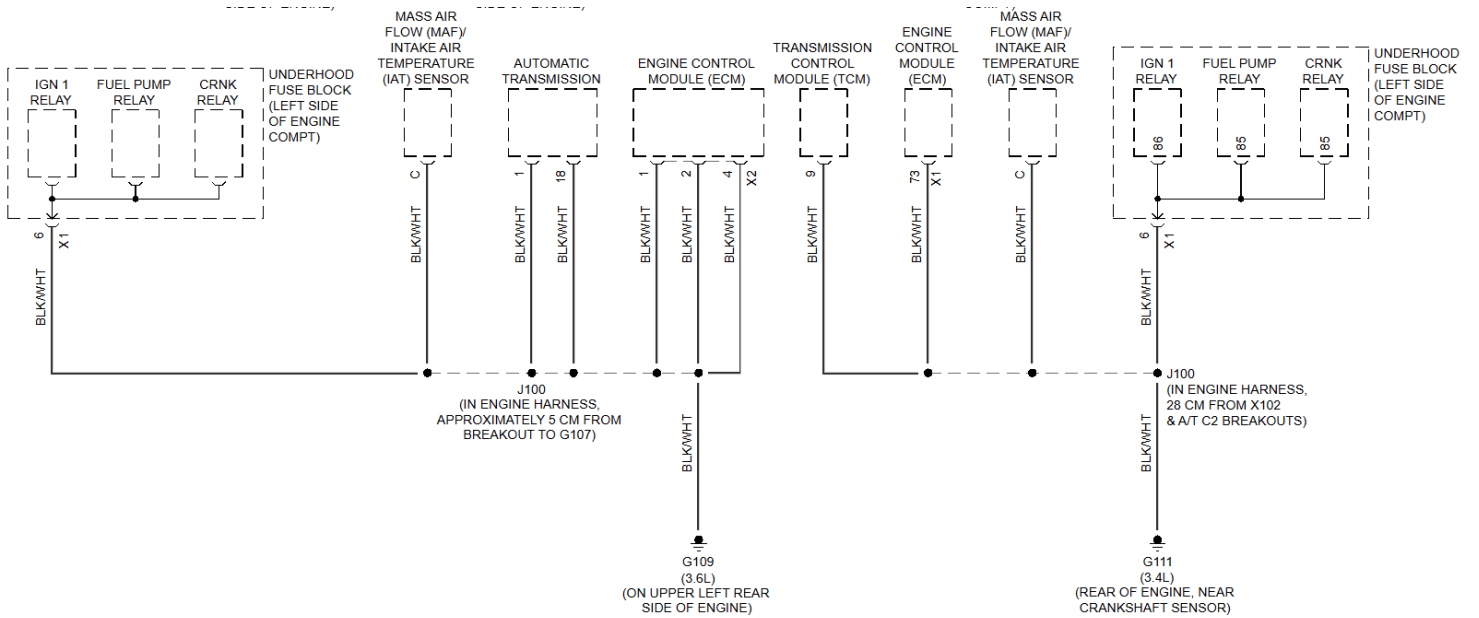 SIDE OF ENGINE)
SIDE OF ENGINE)
COMPT)
MASS AIR
FLOW (MAF)/
INTAKE AIR
TEMPERATURE
(IAT) SENSOR
AUTOMATIC
TRANSMISSION
ENGINE CONTROL
MODULE (ECM)
TRANSMISSION
CONTROL
MODULE (TCM)
ENGINE
CONTROL
MODULE
(ECM)
MASS AIR
FLOW (MAF)/
INTAKE AIR
TEMPERATURE
(IAT) SENSOR
UNDERHOOD
FUSE BLOCK
(LEFT SIDE
OF ENGINE
COMPT)
IGN 1
RELAY
FUEL PUMP
RELAY
CRNK
RELAY
UNDERHOOD
FUSE BLOCK
(LEFT SIDE
OF ENGINE
COMPT)
IGN 1
RELAY
FUEL PUMP
RELAY
CRNK
RELAY
86
85
85
C
1
18
1
2
4
X2
9
73
X1
C
6
X1
6
X1
BLK/WHT
BLK/WHT
BLK/WHT
BLK/WHT
BLK/WHT
BLK/WHT
BLK/WHT
BLK/WHT
BLK/WHT
BLK/WHT
BLK/WHT
J100
(IN ENGINE HARNESS,
APPROXIMATELY 5 CM FROM
BREAKOUT TO G107)
J100
(IN ENGINE HARNESS,
28 CM FROM X102
& A/T C2 BREAKOUTS)
BLK/WHT
BLK/WHT
G109
(3.6L)
(ON UPPER LEFT REAR
SIDE OF ENGINE)
G111
(3.4L)
(REAR OF ENGINE, NEAR
CRANKSHAFT SENSOR)